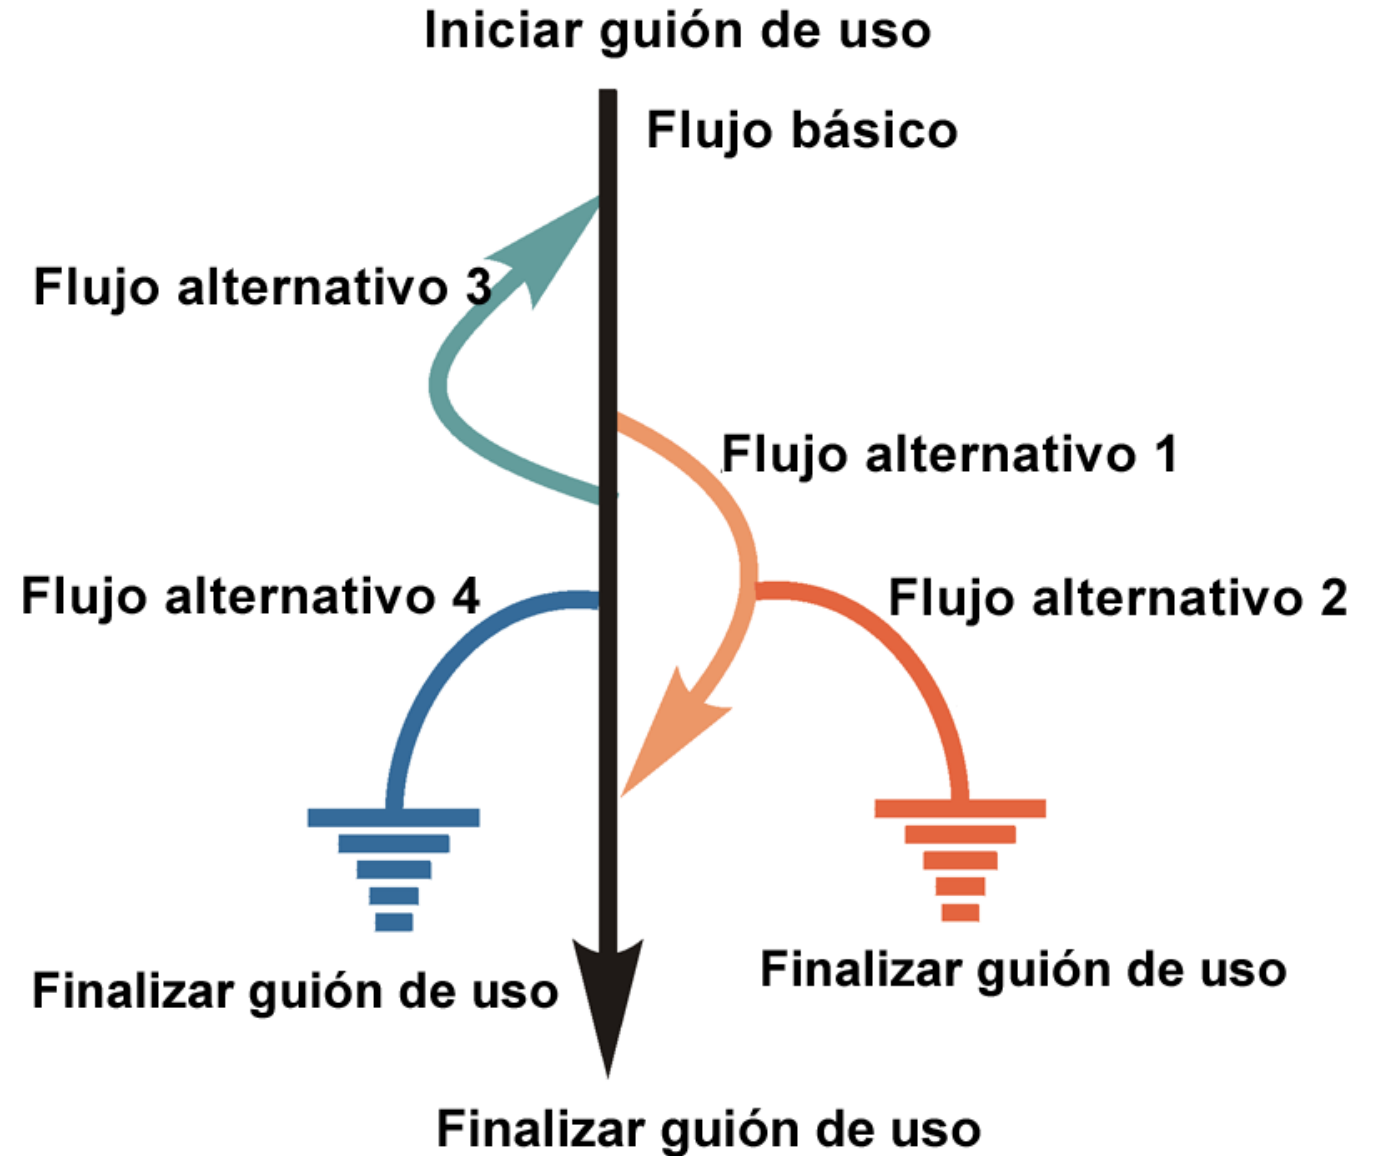 Iniciar guión de uso
Flujo básico
Flujo alternativo 3
Flujo alternativo 1
Flujo alternativo 4
Flujo alternativo 2
Finalizar guión de uso
Finalizar guión de uso
Finalizar guión de uso